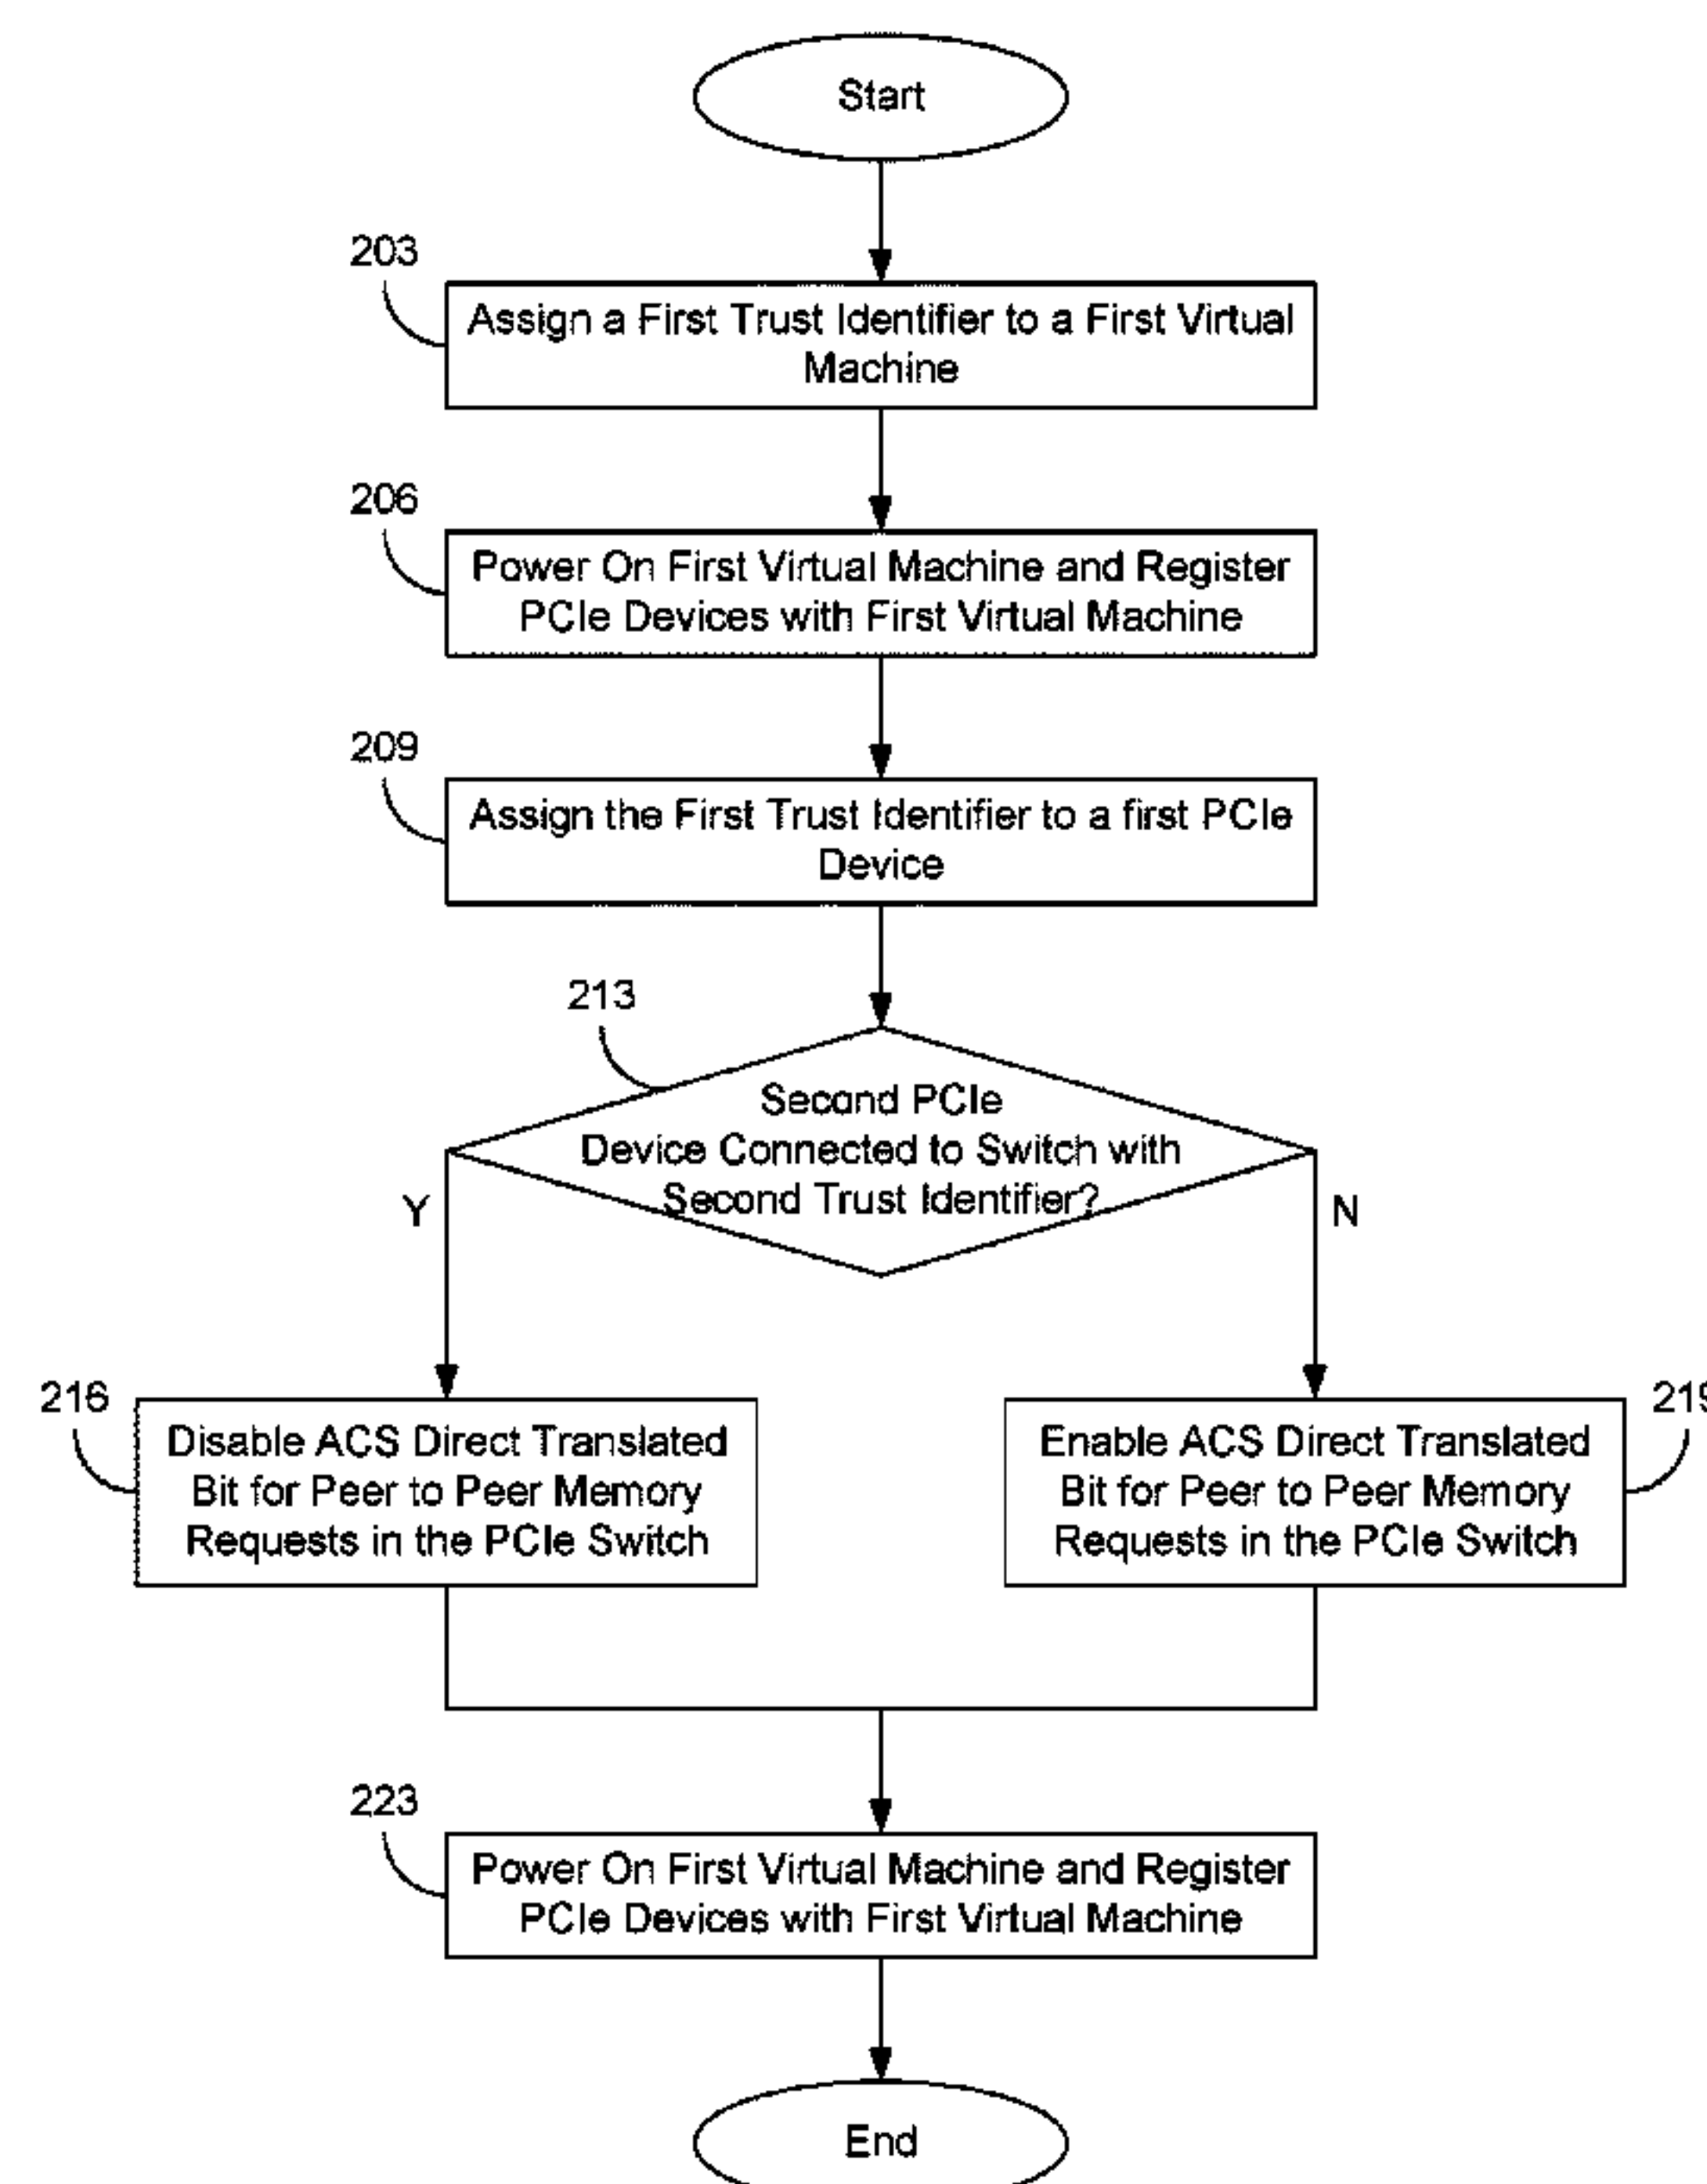 Start
203
Assign a First Trust Identifier to a First Virtual
Machine
206
Power On First Virtual Machine and Register
PCIe Devices with First Virtual Machine
209
Assign the First Trust Identifier to a first PCIe
Device
213
Second PCIe
Device Connected to Switch with
Second Trust Identifier?
Y
N
216
Disable ACS Direct Translated
Bit for Peer to Peer Memory
Requests in the PCIe Switch
Enable ACS Direct Translated
Bit for Peer to Peer Memory
Requests in the PCIe Switch
223
Power On First Virtual Machine and Register
PCIe Devices with First Virtual Machine
End